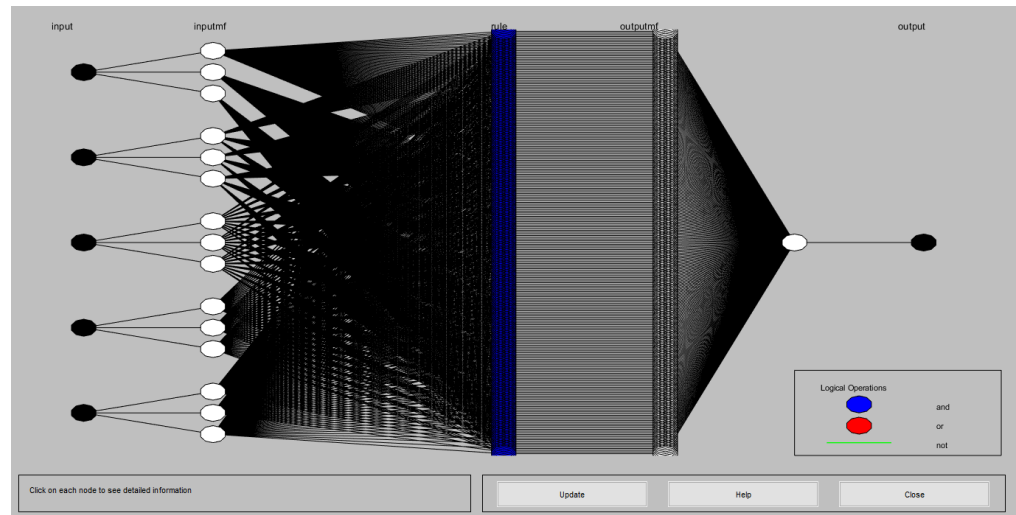 input inputmf rule outputmf output
Logical Operations
and
or
not
Click on each node to see detailed information
Update Help Close